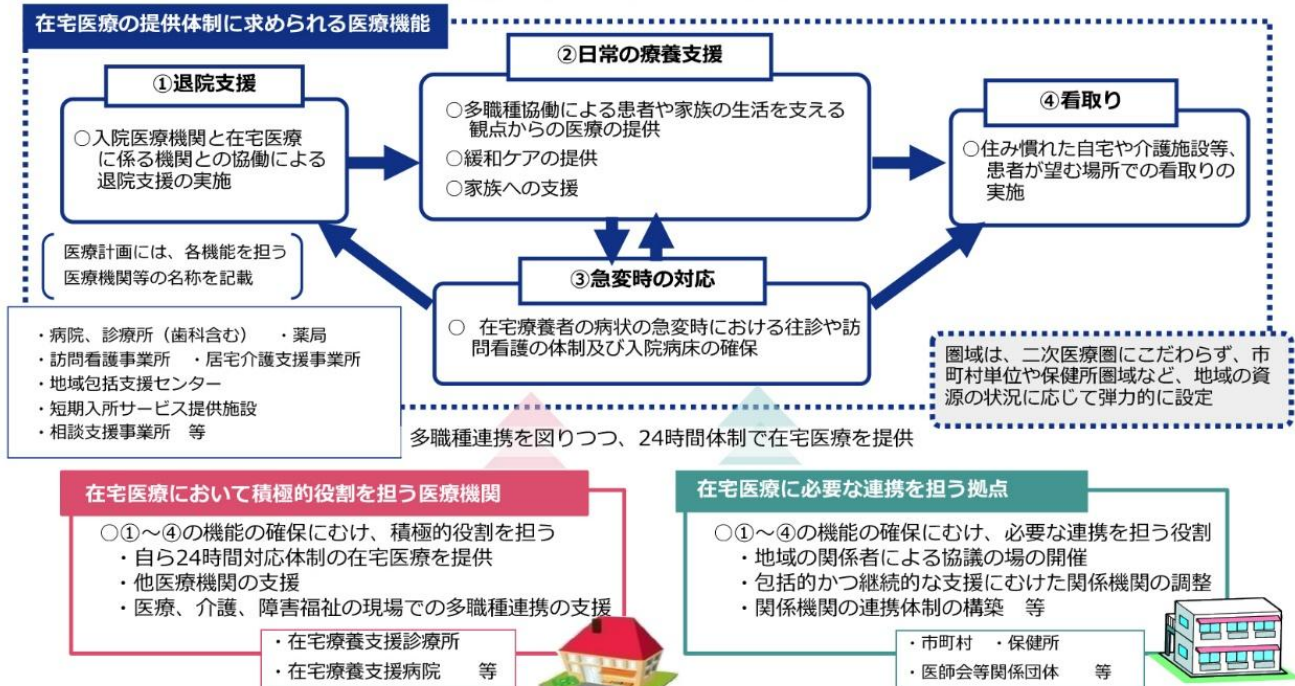 在宅医療の提供体制に求められる医療機能
①退院支援
○入院医療機関と在宅医療
に係る機関との協働による
退院支援の実施
②日常の療養支援
○多職種協働による患者や家族の生活を支える
観点からの医療の提供
○緩和ケアの提供
○家族への支援
④看取り
○住み慣れた自宅や介護施設等、
患者が望む場所での看取りの
実施
医療計画には、各機能を担う
医療機関等の名称を記載
③急変時の対応
○ 在宅療養者の病状の急変時における往診や訪
問看護の体制及び入院病床の確保
・病院、診療所（歯科含む） ・薬局
・訪問看護事業所 ・居宅介護支援事業所
・地域包括支援センター
・短期入所サービス提供施設
・相談支援事業所 等
圏域は、二次医療圏にこだわらず、市
町村単位や保健所圏域など、地域の資
源の状況に応じて弾力的に設定
多職種連携を図りつつ、24時間体制で在宅医療を提供
在宅医療において積極的役割を担う医療機関
○①～④の機能の確保にむけ、積極的役割を担う
・自ら24時間対応体制の在宅医療を提供
・他医療機関の支援
・医療、介護、障害福祉の現場での多職種連携の支援
・在宅療養支援診療所
・在宅療養支援病院 等
在宅医療に必要な連携を担う拠点
○①～④の機能の確保にむけ、必要な連携を担う役割
・地域の関係者による協議の場の開催
・包括的かつ継続的な支援にむけた関係機関の調整
・関係機関の連携体制の構築 等
・市町村 ・保健所
・医師会等関係団体 等